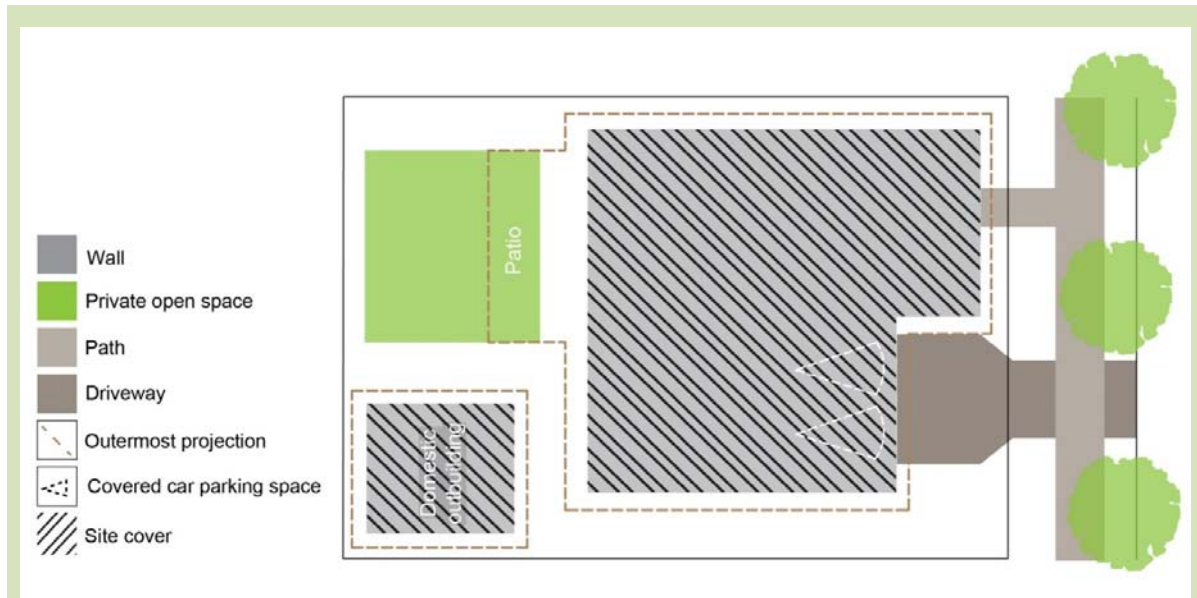 Wall
Private open space
Path
Driveway
Outermost projection
Covered car parking space
Site cover
Patio
Domestic
outbuilding